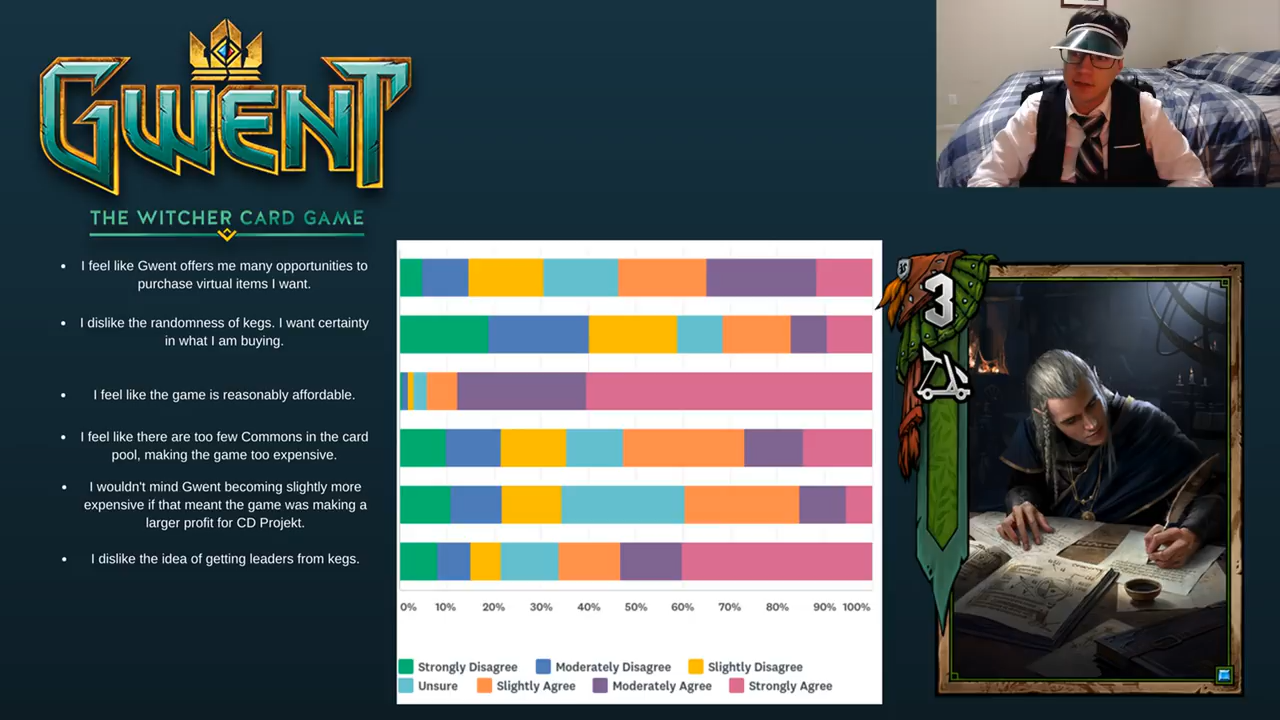 GWENT
THE WITCHER CARD GAME
• I feel like Gwent offers me many opportunities to
purchase virtual items I want.
• I dislike the randomness of kegs. I want certainty
in what I am buying.
• I feel like the game is reasonably affordable.
• I feel like there are too few Commons in the card
pool, making the game too expensive.
• I wouldn't mind Gwent becoming slightly more
expensive if that meant the game was making a
larger profit for CD Projekt.
• I dislike the idea of getting leaders from kegs.
0% 10% 20% 30% 40% 50% 60% 70% 80% 90% 100%
Strongly Disagree Moderately Disagree Slightly Disagree
Unsure Slightly Agree Moderately Agree Strongly Agree
3